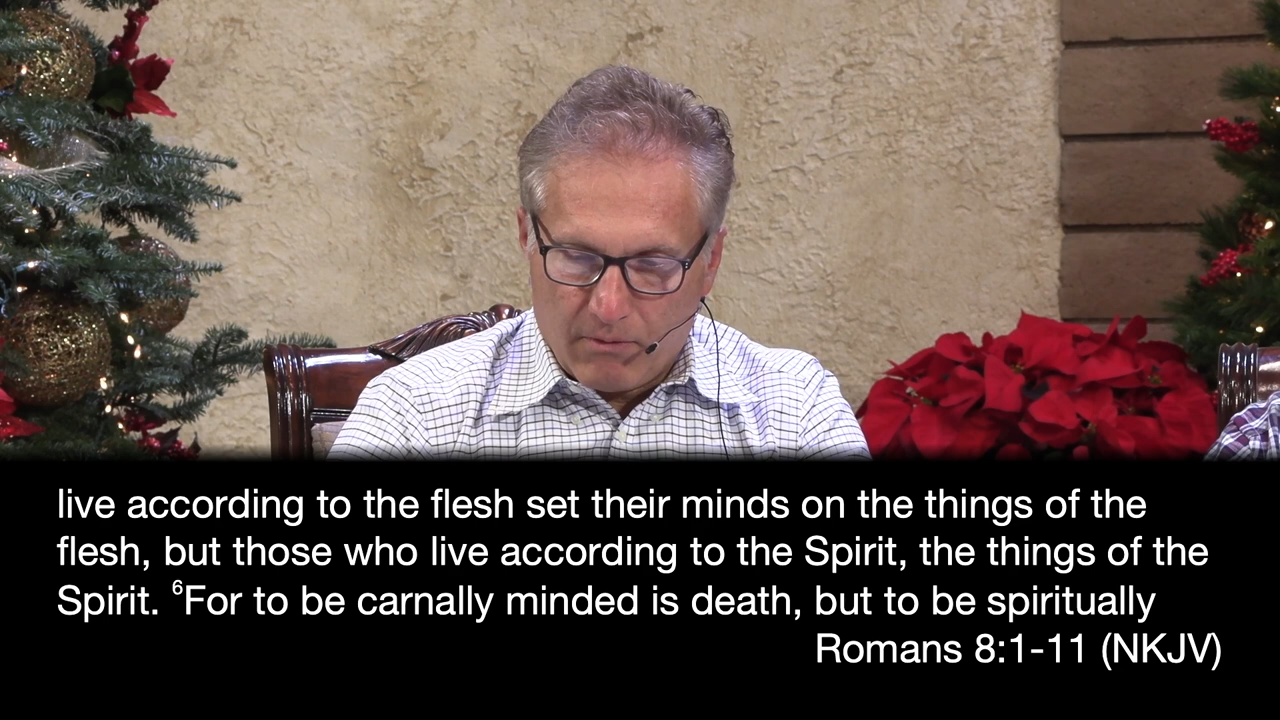 live according to the flesh set their minds on the things of the
flesh, but those who live according to the Spirit, the things of the
Spirit. ⁶For to be carnally minded is death, but to be spiritually
Romans 8:1-11 (NKJV)